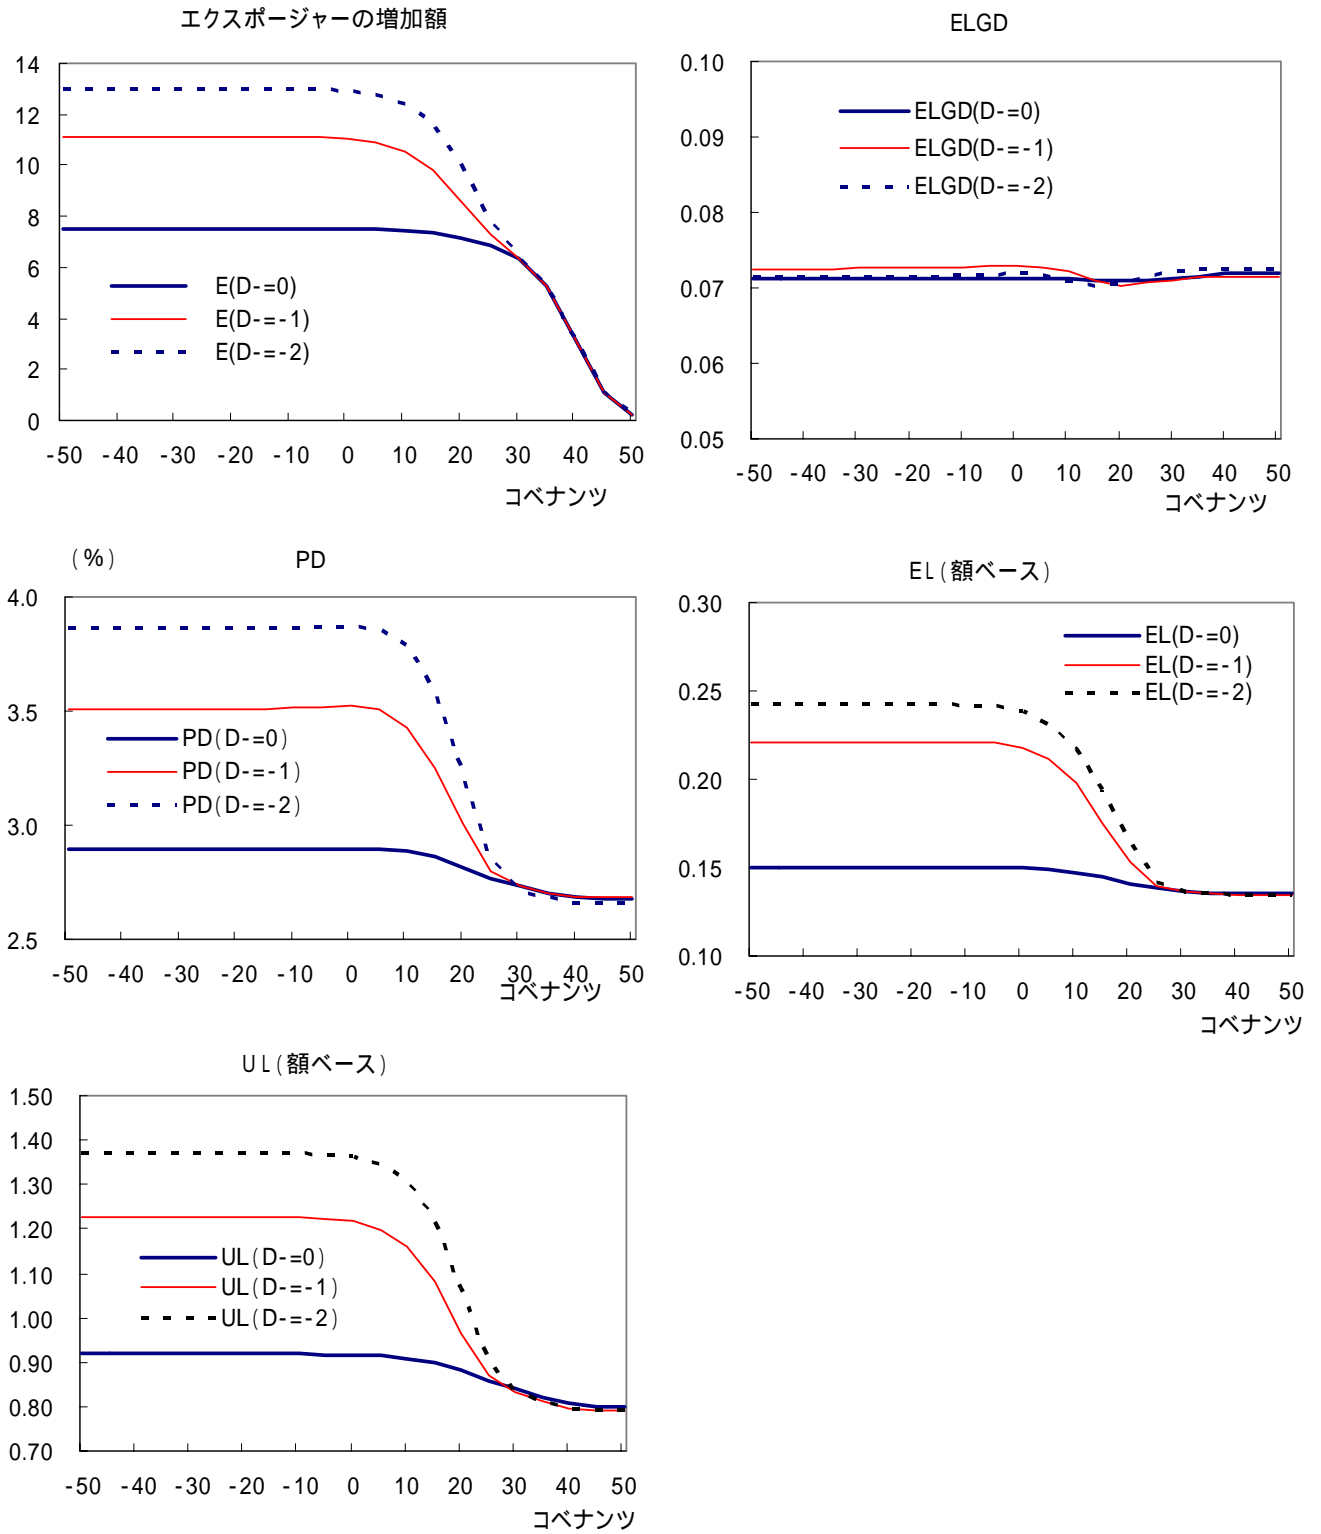 エクスポージャーの増加額
14
12
10
8
6
4
2
0
E(D-=0)
E(D-=-1)
E(D-=-2)
-50 -40 -30 -20 -10 0 10 20 30 40 50
コベナンツ
ELGD
0.10
0.09
0.08
0.07
0.06
0.05
ELGD(D-=0)
ELGD(D-=-1)
ELGD(D-=-2)
-50 -40 -30 -20 -10 0 10 20 30 40 50
コベナンツ
(%) PD
4.0
3.5
3.0
2.5
PD(D-=0)
PD(D-=-1)
PD(D-=-2)
-50 -40 -30 -20 -10 0 10 20 30 40 50
コベナンツ
EL(額ベース)
0.30
0.25
0.20
0.15
0.10
EL(D-=0)
EL(D-=-1)
EL(D-=-2)
-50 -40 -30 -20 -10 0 10 20 30 40 50
コベナンツ
UL(額ベース)
1.50
1.40
1.30
1.20
1.10
1.00
0.90
0.80
0.70
UL(D-=0)
UL(D-=-1)
UL(D-=-2)
-50 -40 -30 -20 -10 0 10 20 30 40 50
コベナンツ